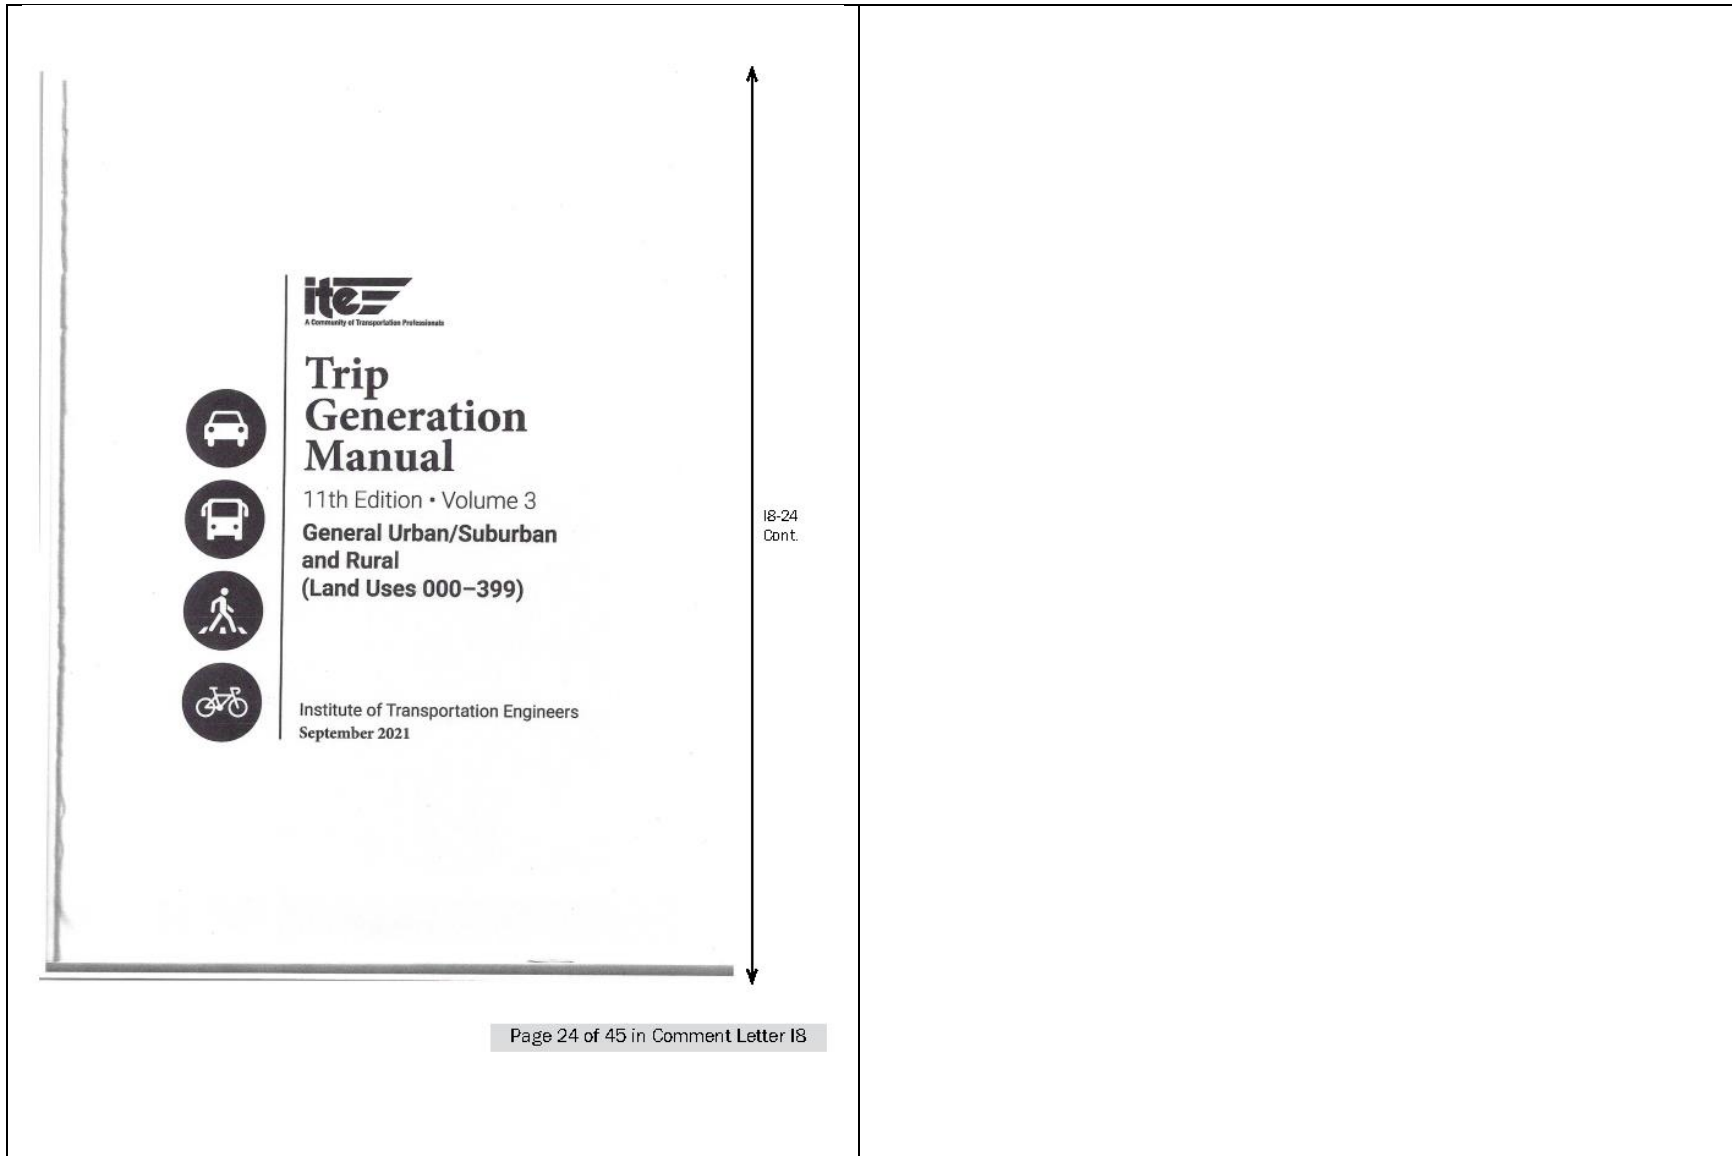 ite
A Community of Transportation Professionals
Trip
Generation
Manual
11th Edition • Volume 3
General Urban/Suburban
and Rural
(Land Uses 000–399)
Institute of Transportation Engineers
September 2021
I8-24
Cont.
Page 24 of 45 in Comment Letter I8